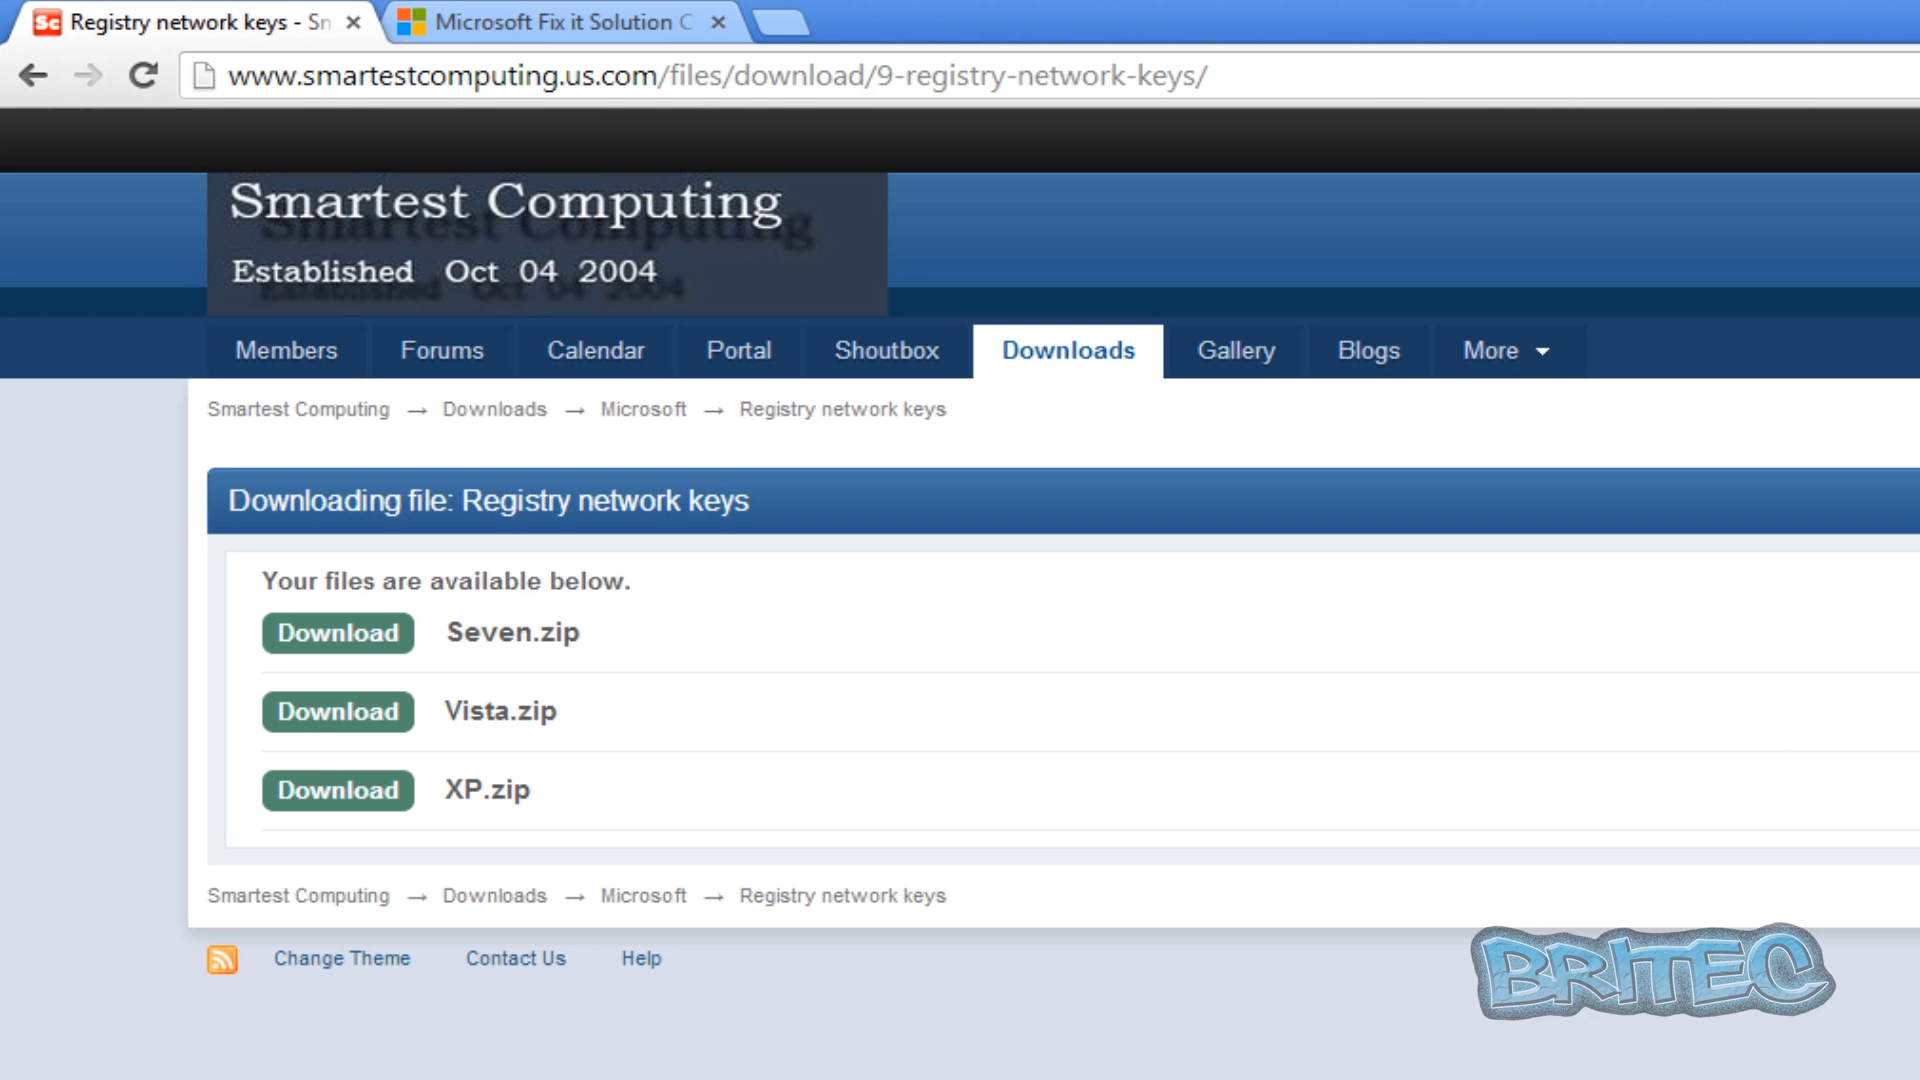 Sc Registry network keys - Sn
Microsoft Fix it Solution C
www.smartestcomputing.us.com/files/download/9-registry-network-keys/
Smartest Computing
Established Oct 04 2004
Members Forums Calendar Portal Shoutbox Downloads Gallery Blogs More
Smartest Computing → Downloads → Microsoft → Registry network keys
Downloading file: Registry network keys
Your files are available below.
Download Seven.zip
Download Vista.zip
Download XP.zip
Smartest Computing → Downloads → Microsoft → Registry network keys
Change Theme Contact Us Help
BRITEC